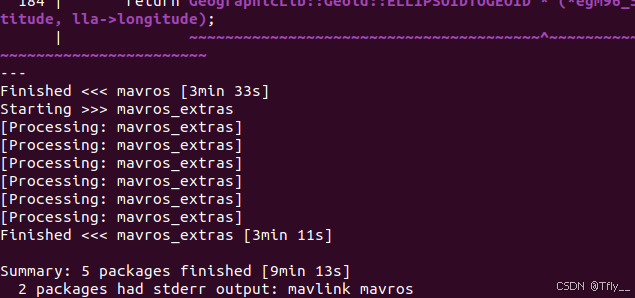 184 |         return GeographicLib::Geoid::ELLIPSOIDTOGEOID * (*egm96_5
titude, lla->longitude);
      |                ~~~~~~~~~~~~~~~~~~~~~~~~~~~~~~~~~~~~~~~^~~~~~~~~~~
~~~~~~~~~~~~~~~~~~~~~~~
---
Finished <<< mavros [3min 33s]
Starting >>> mavros_extras
[Processing: mavros_extras]
[Processing: mavros_extras]
[Processing: mavros_extras]
[Processing: mavros_extras]
[Processing: mavros_extras]
[Processing: mavros_extras]
Finished <<< mavros_extras [3min 11s]

Summary: 5 packages finished [9min 13s]
  2 packages had stderr output: mavlink mavros
CSDN @Tfly__